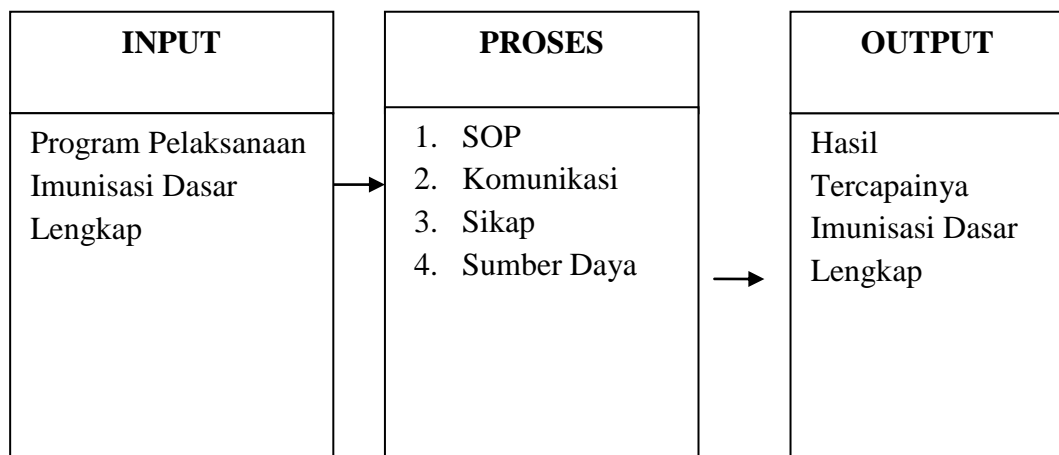 INPUT
Program Pelaksanaan
Imunisasi Dasar
Lengkap
PROSES
1. SOP
2. Komunikasi
3. Sikap
4. Sumber Daya
OUTPUT
Hasil
Tercapainya
Imunisasi Dasar
Lengkap